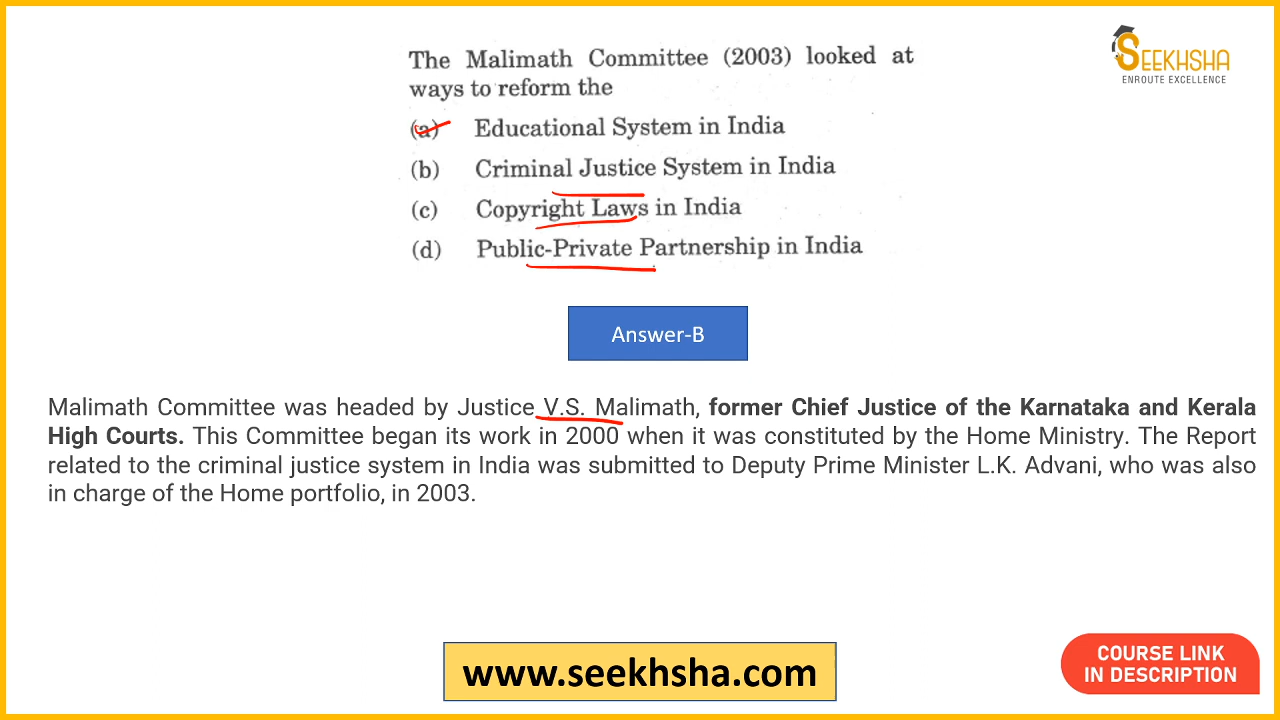 SEEKHSHA
ENROUTE EXCELLENCE
The Malimath Committee (2003) looked at
ways to reform the
(a) Educational System in India
(b) Criminal Justice System in India
(c) Copyright Laws in India
(d) Public-Private Partnership in India
Answer-B
Malimath Committee was headed by Justice V.S. Malimath, former Chief Justice of the Karnataka and Kerala
High Courts. This Committee began its work in 2000 when it was constituted by the Home Ministry. The Report
related to the criminal justice system in India was submitted to Deputy Prime Minister L.K. Advani, who was also
in charge of the Home portfolio, in 2003.
www.seekhsha.com
COURSE LINK
IN DESCRIPTION